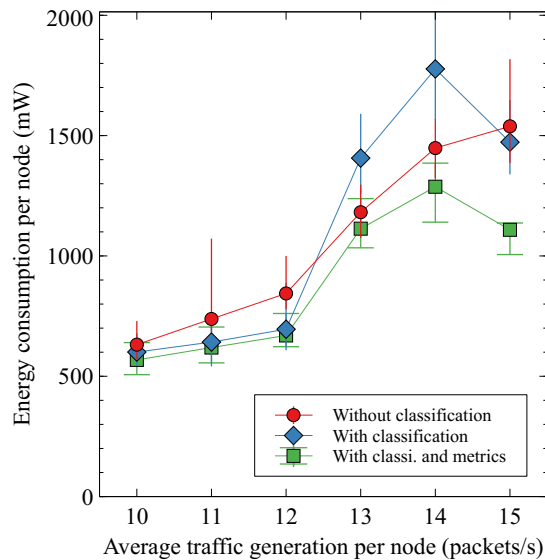 2000
1500
1000
500
0
Energy consumption per node (mW)
Without classification
With classification
With classi. and metrics
10 11 12 13 14 15
Average traffic generation per node (packets/s)